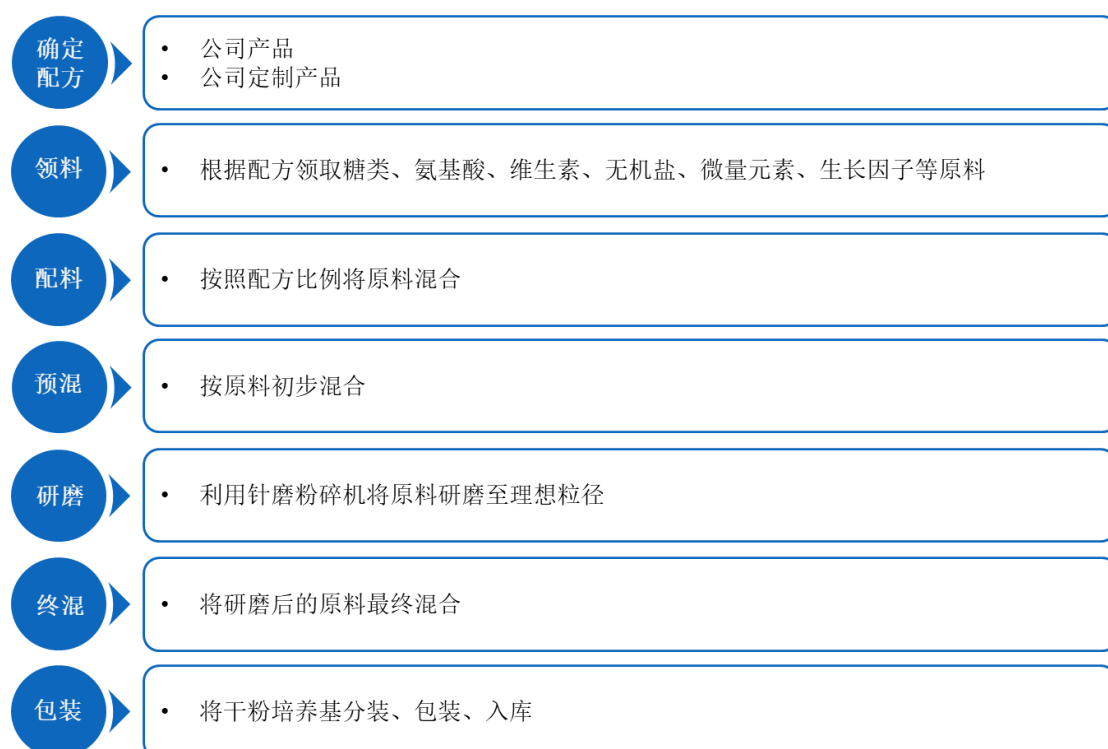 确定
配方
• 公司产品
• 公司定制产品
领料
• 根据配方领取糖类、氨基酸、维生素、无机盐、微量元素、生长因子等原料
配料
• 按照配方比例将原料混合
预混
• 按原料初步混合
研磨
• 利用针磨粉碎机将原料研磨至理想粒径
终混
• 将研磨后的原料最终混合
包装
• 将干粉培养基分装、包装、入库